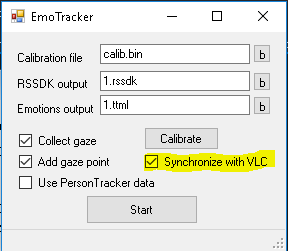 EmoTracker
Calibration file calib.bin b
RSSDK output 1.rssdk b
Emotions output 1.ttml b
Collect gaze Calibrate
Add gaze point Synchronize with VLC
Use PersonTracker data
Start